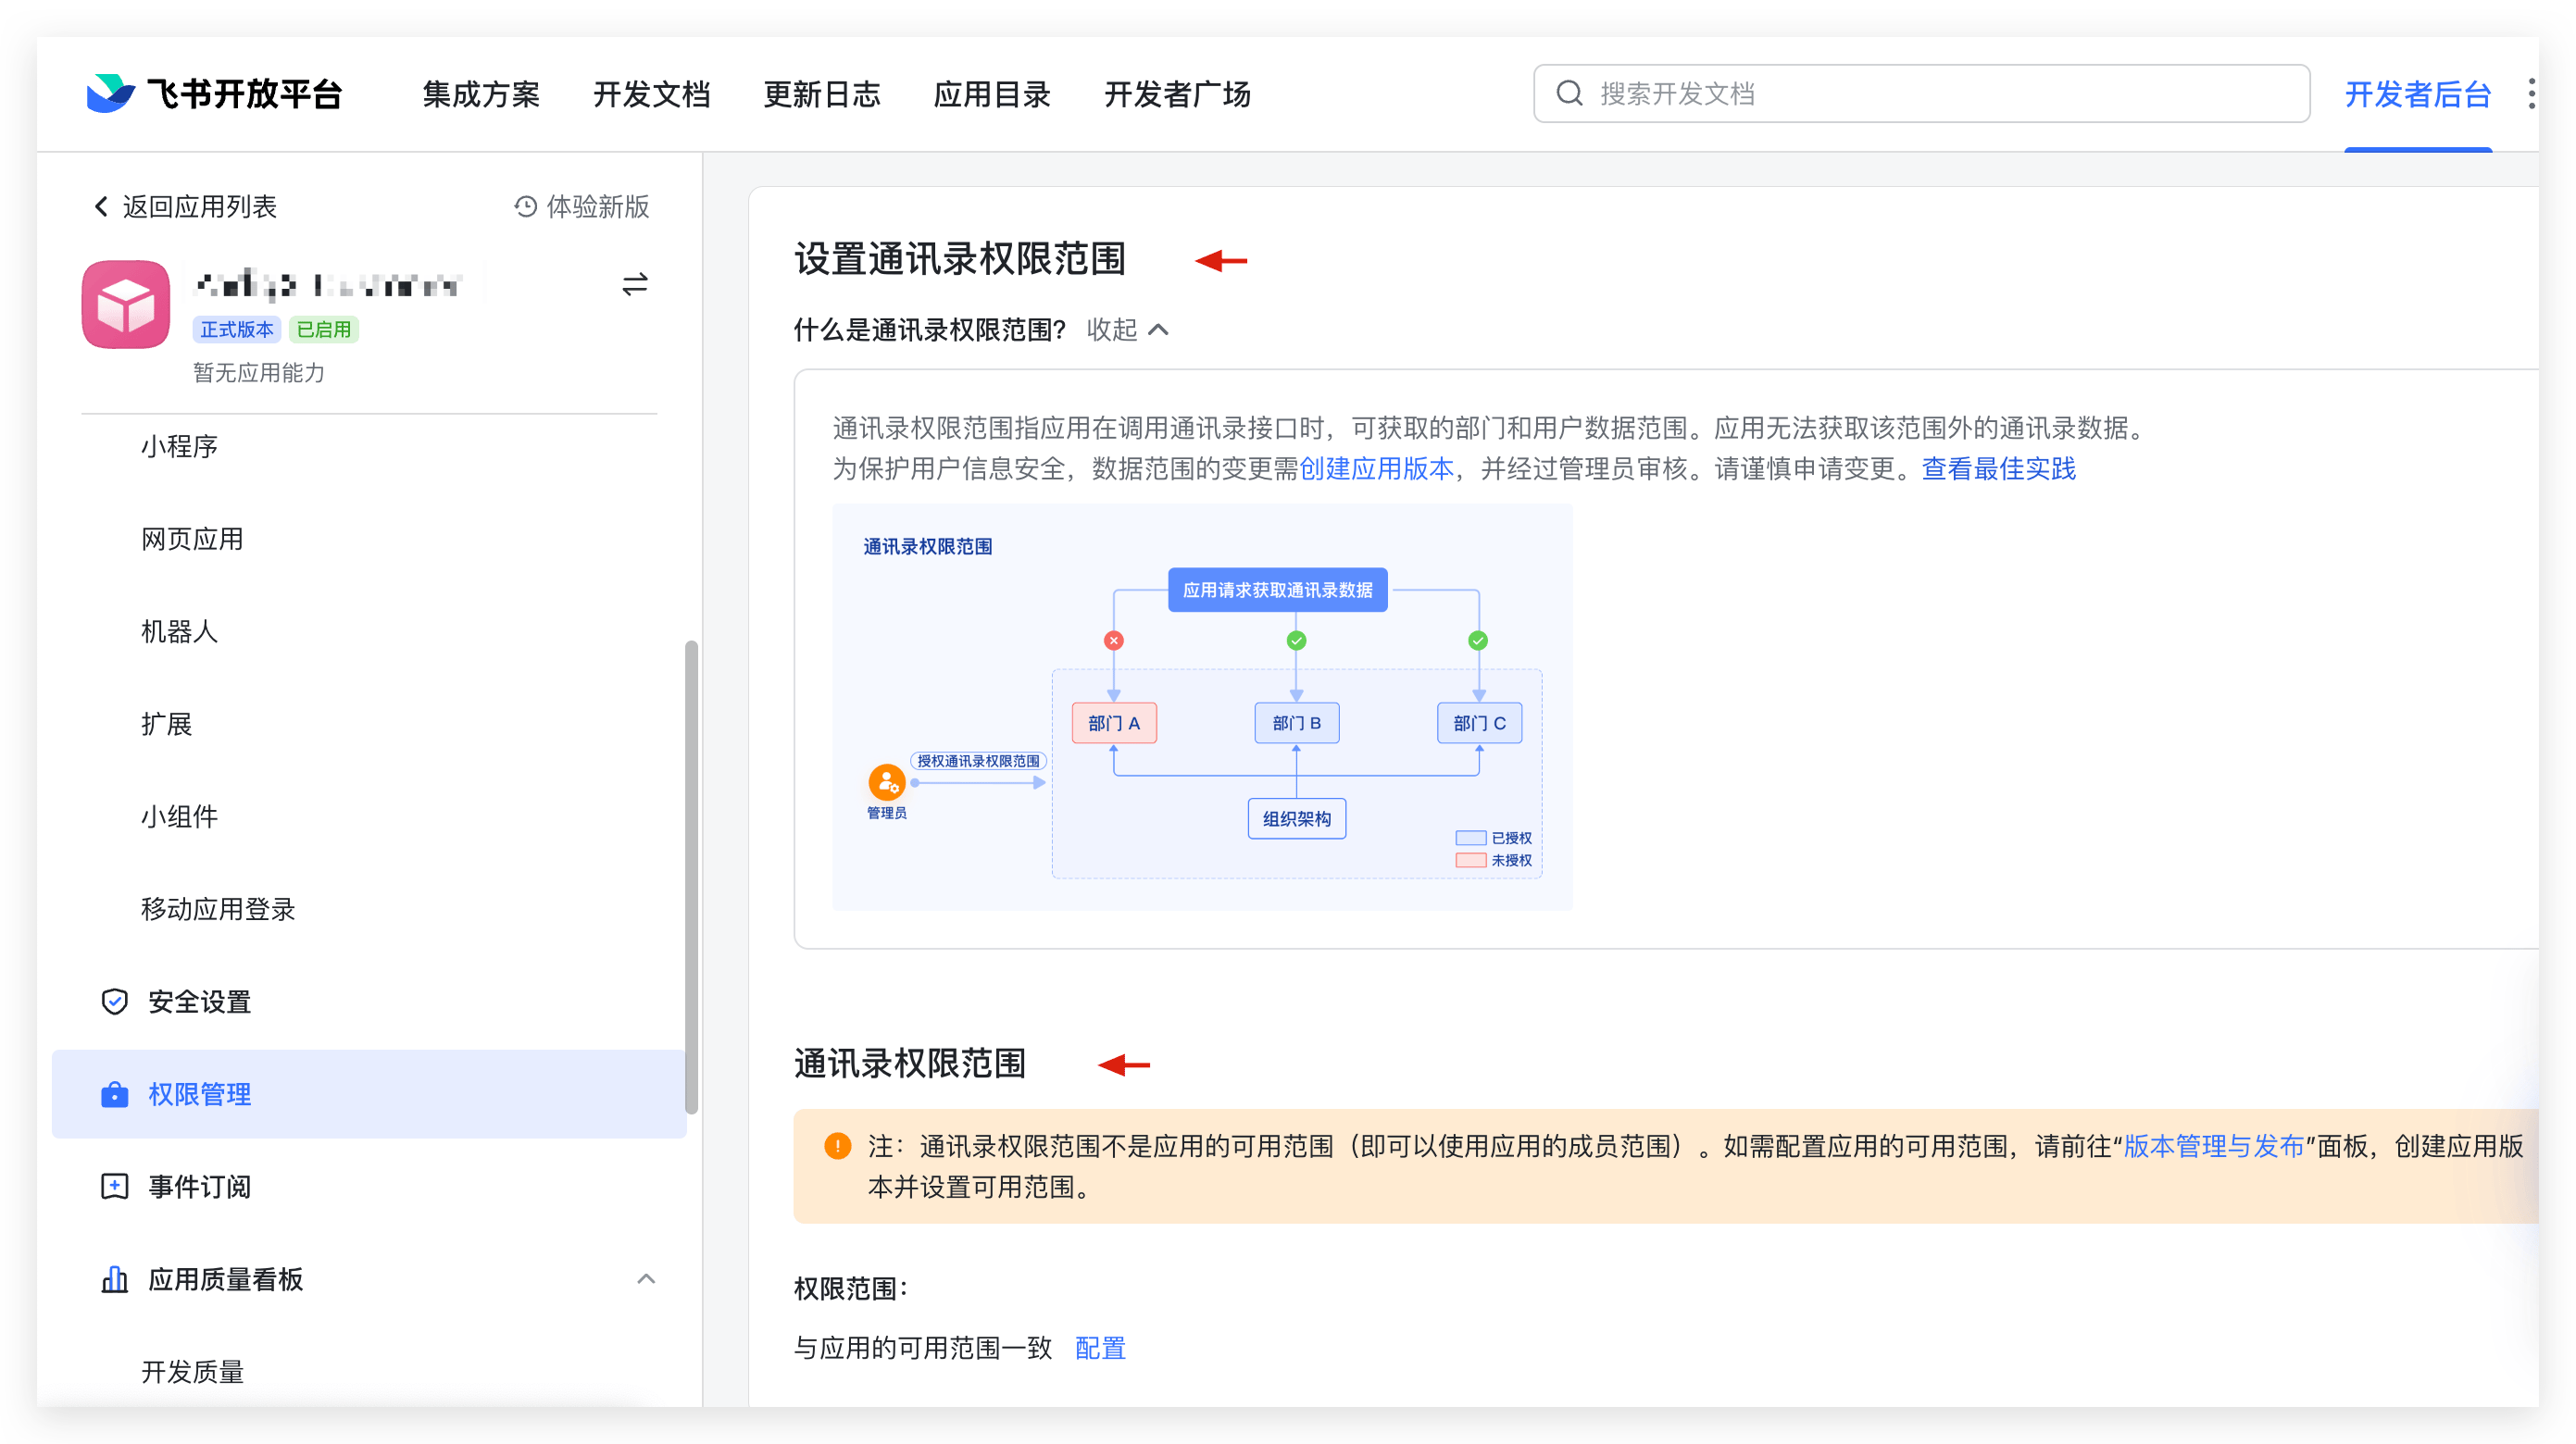 飞书开放平台
集成方案
开发文档
更新日志
应用目录
开发者广场
搜索开发文档
开发者后台
返回应用列表
体验新版
正式版本
已启用
暂无应用能力
小程序
网页应用
机器人
扩展
小组件
移动应用登录
安全设置
权限管理
事件订阅
应用质量看板
开发质量
设置通讯录权限范围
什么是通讯录权限范围? 收起
通讯录权限范围指应用在调用通讯录接口时，可获取的部门和用户数据范围。应用无法获取该范围外的通讯录数据。
为保护用户信息安全，数据范围的变更需创建应用版本，并经过管理员审核。请谨慎申请变更。查看最佳实践
通讯录权限范围
应用请求获取通讯录数据
部门 A
部门 B
部门 C
授权通讯录权限范围
管理员
组织架构
已授权
未授权
通讯录权限范围
注：通讯录权限范围不是应用的可用范围（即可以使用应用的成员范围）。如需配置应用的可用范围，请前往“版本管理与发布”面板，创建应用版
本并设置可用范围。
权限范围：
与应用的可用范围一致 配置